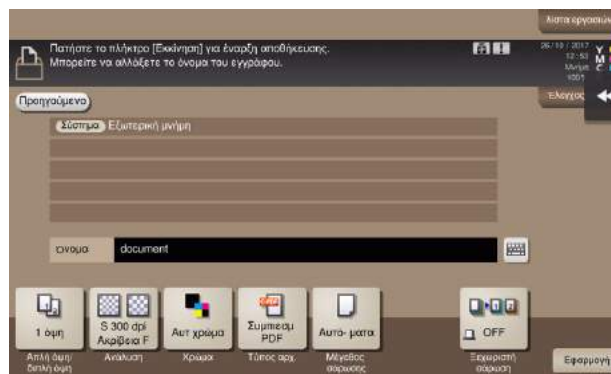 λίστα εργασιών
Πατήστε το πλήκτρο [Εκκίνηση] για έναρξη αποθήκευσης.
Μπορείτε να αλλάξετε το όνομα του εγγράφου.
26/10/2017
12:53
Μνήμη
100%
Y
M
C
Έλεγχος
Προηγούμενο
Σύστημα Εξωτερική μνήμη
Όνομα document
1 όψη
S 300 dpi
Ακρίβεια F
Αυτ χρώμα
Συμπιεσμ
PDF
Αυτό- ματα
OFF
Απλή όψη/
διπλή όψη
Ανάλυση
Χρώμα
Τύπος αρχ.
Μέγεθος
σάρωσης
Ξεχωριστή
σάρωση
Εφαρμογή